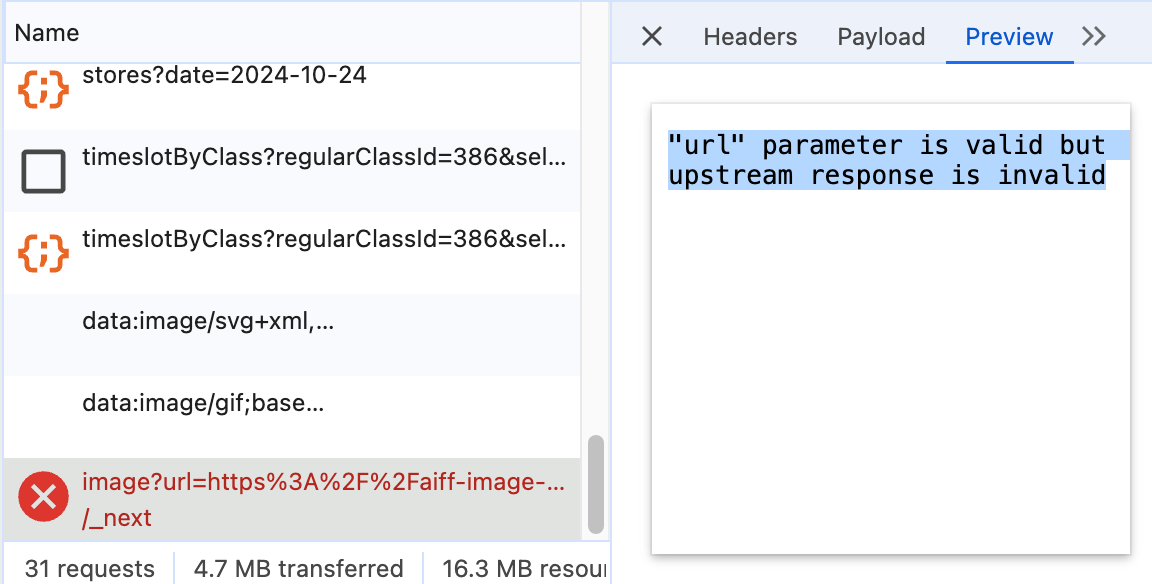 Name
stores?date=2024-10-24
timeslotByClass?regularClassId=386&sel...
timeslotByClass?regularClassId=386&sel...
data:image/svg+xml,...
data:image/gif;base...
image?url=https%3A%2F%2Faiff-image-...
/_next
31 requests
4.7 MB transferred
16.3 MB resour
Headers
Payload
Preview
"url" parameter is valid but
upstream response is invalid